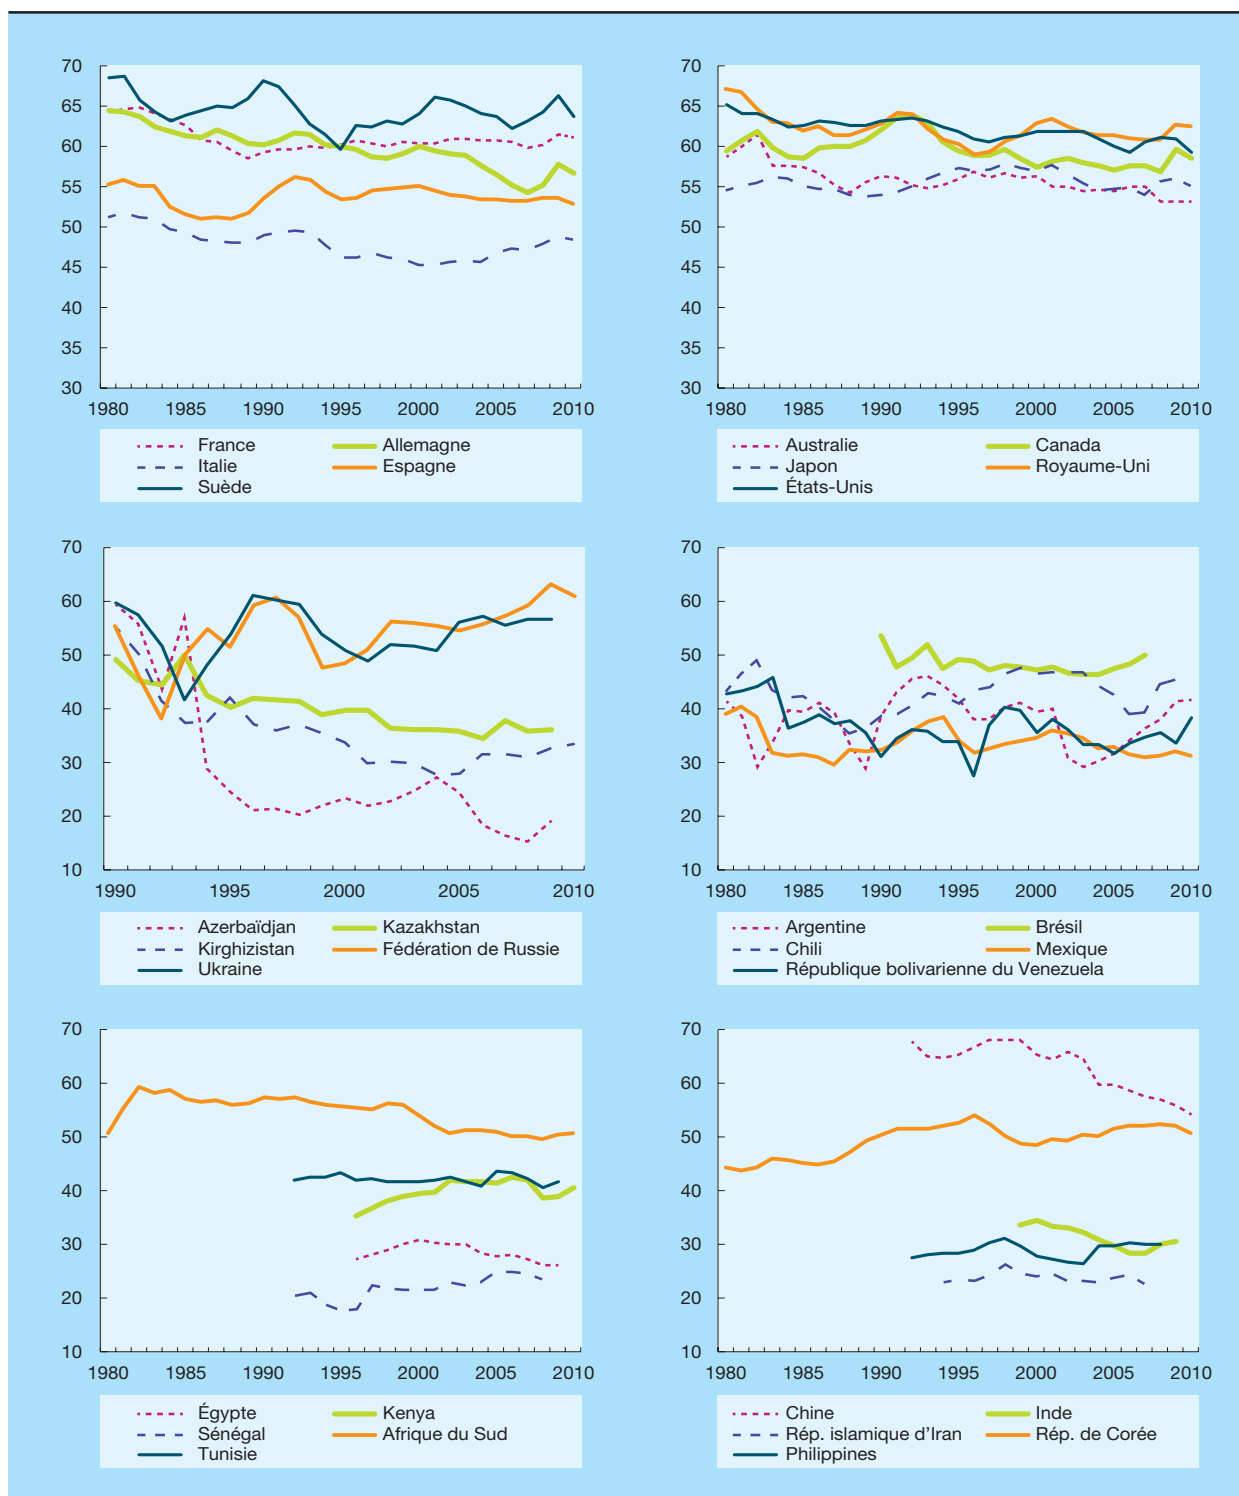 70
65
60
55
50
45
40
35
30
1980 1985 1990 1995 2000 2005 2010
France Allemagne
Italie Espagne
Suède
70
65
60
55
50
45
40
35
30
1980 1985 1990 1995 2000 2005 2010
Australie Canada
Japon Royaume-Uni
États-Unis
70
60
50
40
30
20
10
1990 1995 2000 2005 2010
Azerbaïdjan Kazakhstan
Kirghizistan Fédération de Russie
Ukraine
70
60
50
40
30
20
10
1980 1985 1990 1995 2000 2005 2010
Argentine Brésil
Chili Mexique
République bolivarienne du Venezuela
70
60
50
40
30
20
10
1980 1985 1990 1995 2000 2005 2010
Égypte Kenya
Sénégal Afrique du Sud
Tunisie
70
60
50
40
30
20
10
1980 1985 1990 1995 2000 2005 2010
Chine Inde
Rép. islamique d'Iran Rép. de Corée
Philippines